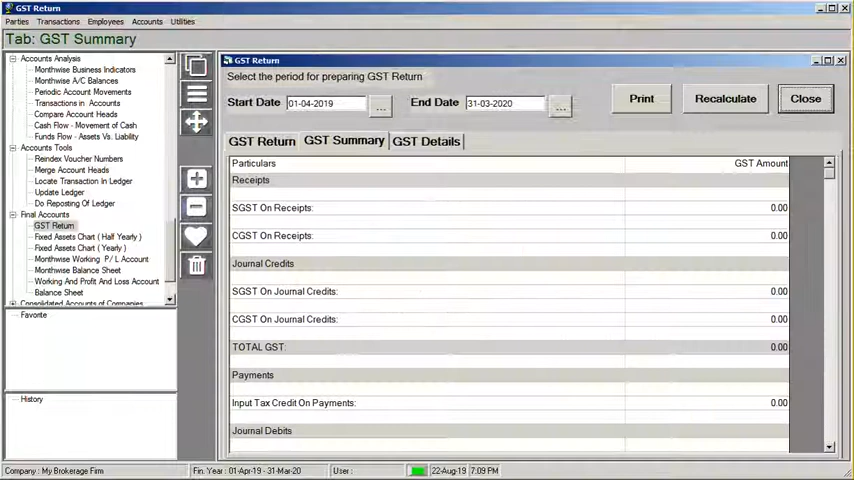 GST Return
Parties Transactions Employees Accounts Utilities
Tab: GST Summary
Accounts Analysis
Monthwise Business Indicators
Monthwise A/C Balances
Periodic Account Movements
Transactions in Accounts
Compare Account Heads
Cash Flow - Movement of Cash
Funds Flow - Assets Vs. Liability
Accounts Tools
Reindex Voucher Numbers
Merge Account Heads
Locate Transaction In Ledger
Update Ledger
Do Reposting Of Ledger
Final Accounts
GST Return
Fixed Assets Chart ( Half Yearly )
Fixed Assets Chart ( Yearly )
Monthwise Working P/ L Account
Monthwise Balance Sheet
Working And Profit And Loss Account
Balance Sheet
Consolidated Accounts of Companies
Favorite
History
GST Return
Select the period for preparing GST Return
Start Date 01-04-2019 ... End Date 31-03-2020 ... Print Recalculate Close
GST Return GST Summary GST Details
Particulars GST Amount
Receipts
SGST On Receipts: 0.00
CGST On Receipts: 0.00
Journal Credits
SGST On Journal Credits: 0.00
CGST On Journal Credits: 0.00
TOTAL GST: 0.00
Payments
Input Tax Credit On Payments: 0.00
Journal Debits
Company : My Brokerage Firm Fin. Year : 01-Apr-19 - 31-Mar-20 User : 22-Aug-19 7:09 PM